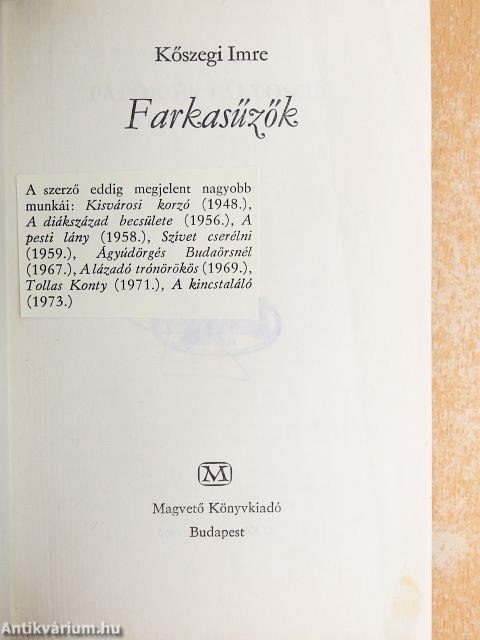 Kőszegi Imre
Farkasűzők
A szerző eddig megjelent nagyobb
munkái: Kisvárosi korzó (1948.),
A diákszázad becsülete (1956.), A
pesti lány (1958.), Szívet cserélni
(1959.), Ágyúdörgés Budaörsnél
(1967.), A lázadó trónörökös (1969.),
Tollas Konty (1971.), A kincstaláló
(1973.)
M
Magvető Könyvkiadó
Budapest
Antikvárium.hu